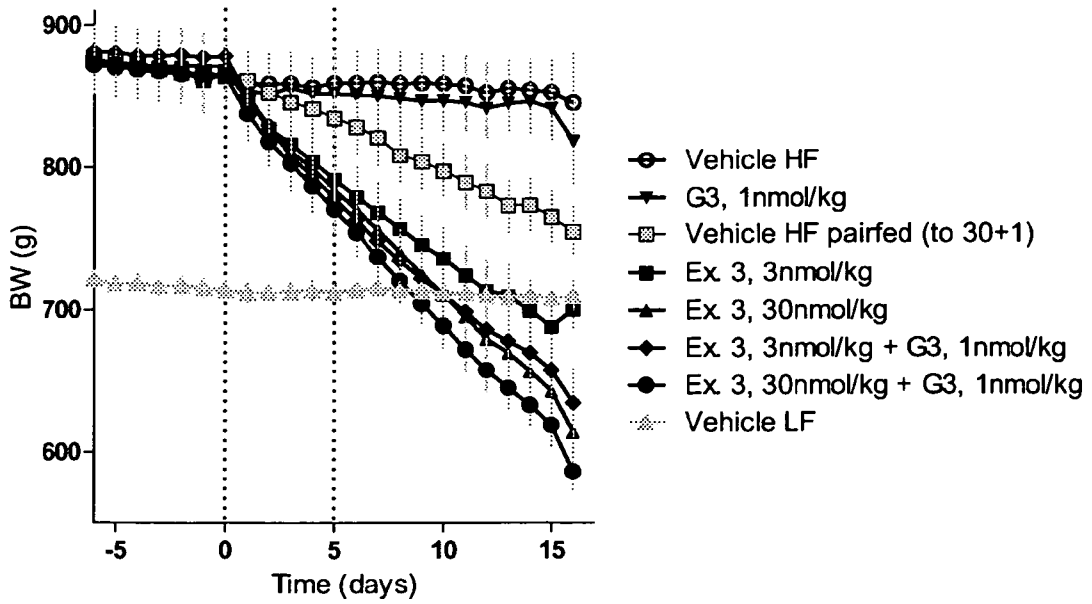 900
800
700
600
BW (g)
-5 0 5 10 15
Time (days)
Vehicle HF
G3, 1nmol/kg
Vehicle HF pairfed (to 30+1)
Ex. 3, 3nmol/kg
Ex. 3, 30nmol/kg
Ex. 3, 3nmol/kg + G3, 1nmol/kg
Ex. 3, 30nmol/kg + G3, 1nmol/kg
Vehicle LF